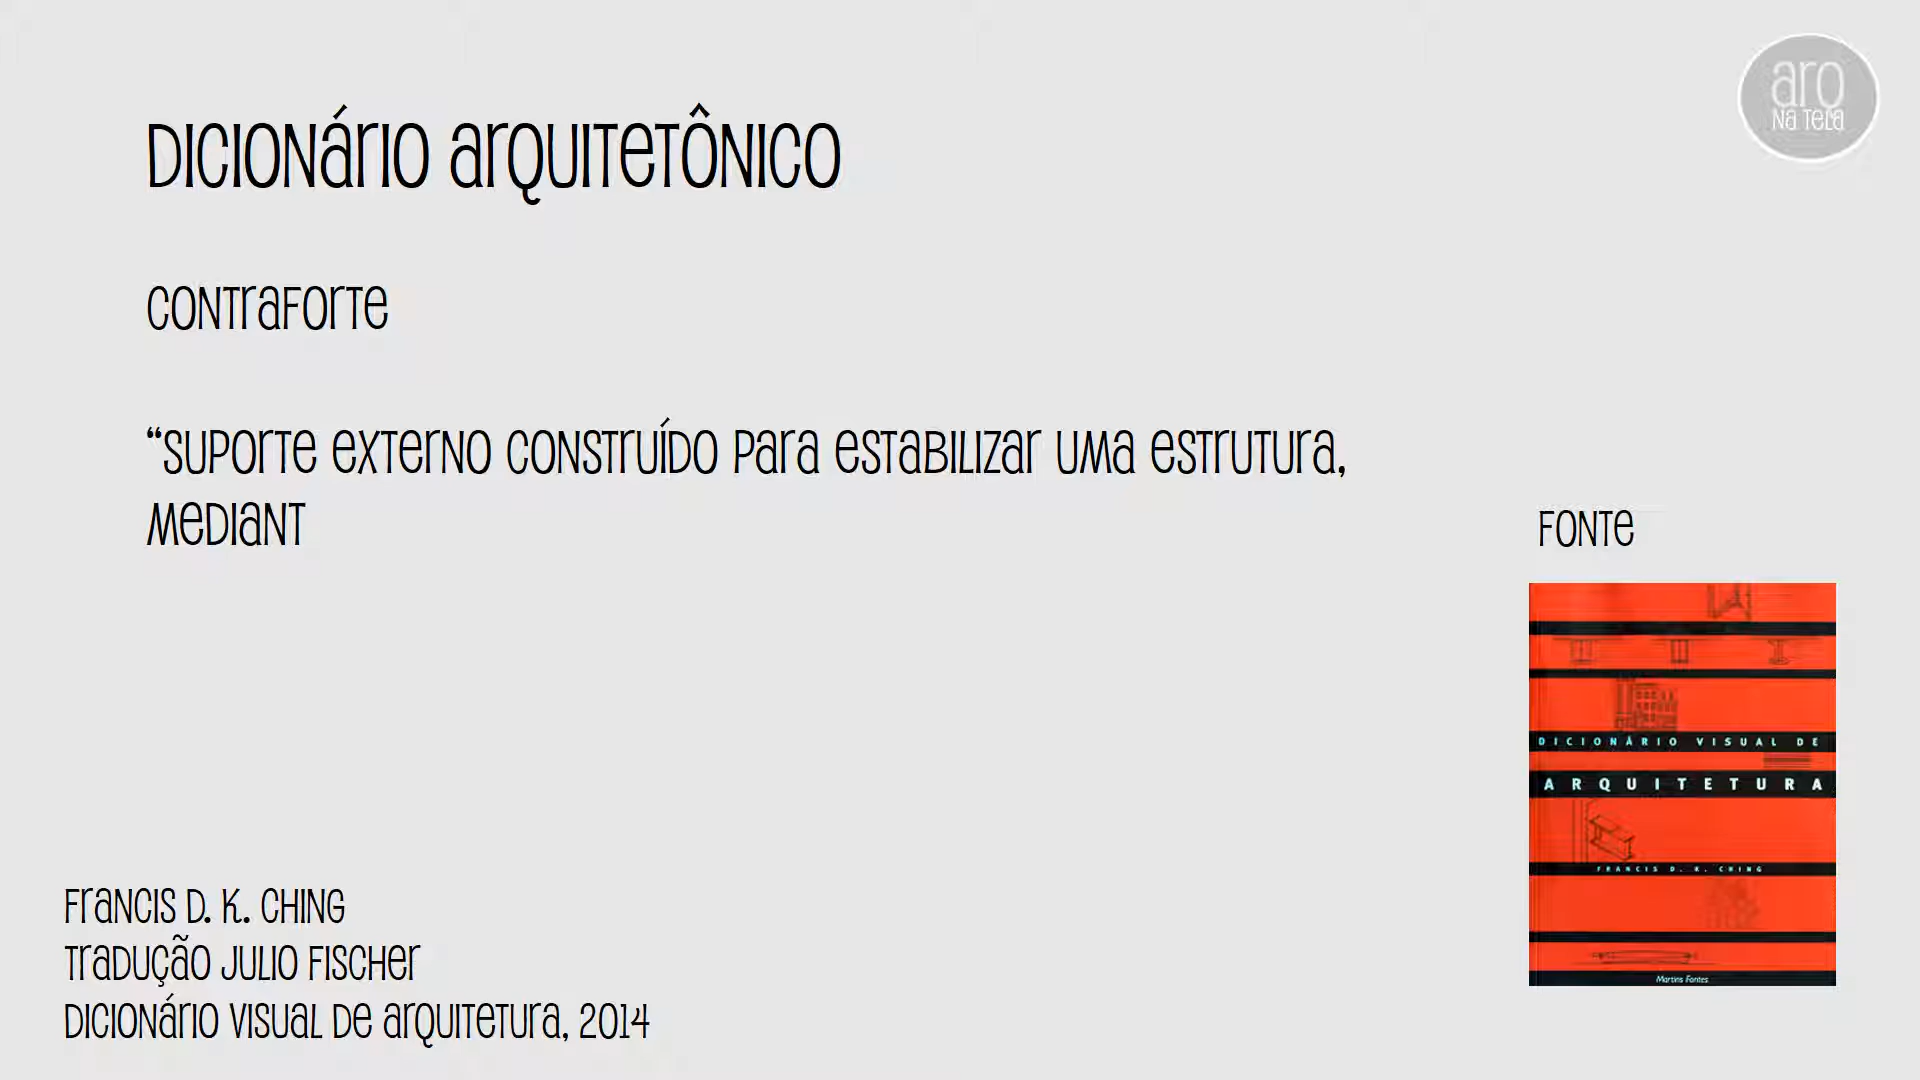 aro
na tela
Dicionário arquitetônico
contraforte
“suporte externo construído para estabilizar uma estrutura,
mediant
Fonte
DICIONÁRIO VISUAL DE
ARQUITETURA
FRANCIS D. K. CHING
Martins Fontes
Francis D. K. Ching
Tradução Julio Fischer
Dicionário visual de arquitetura, 2014